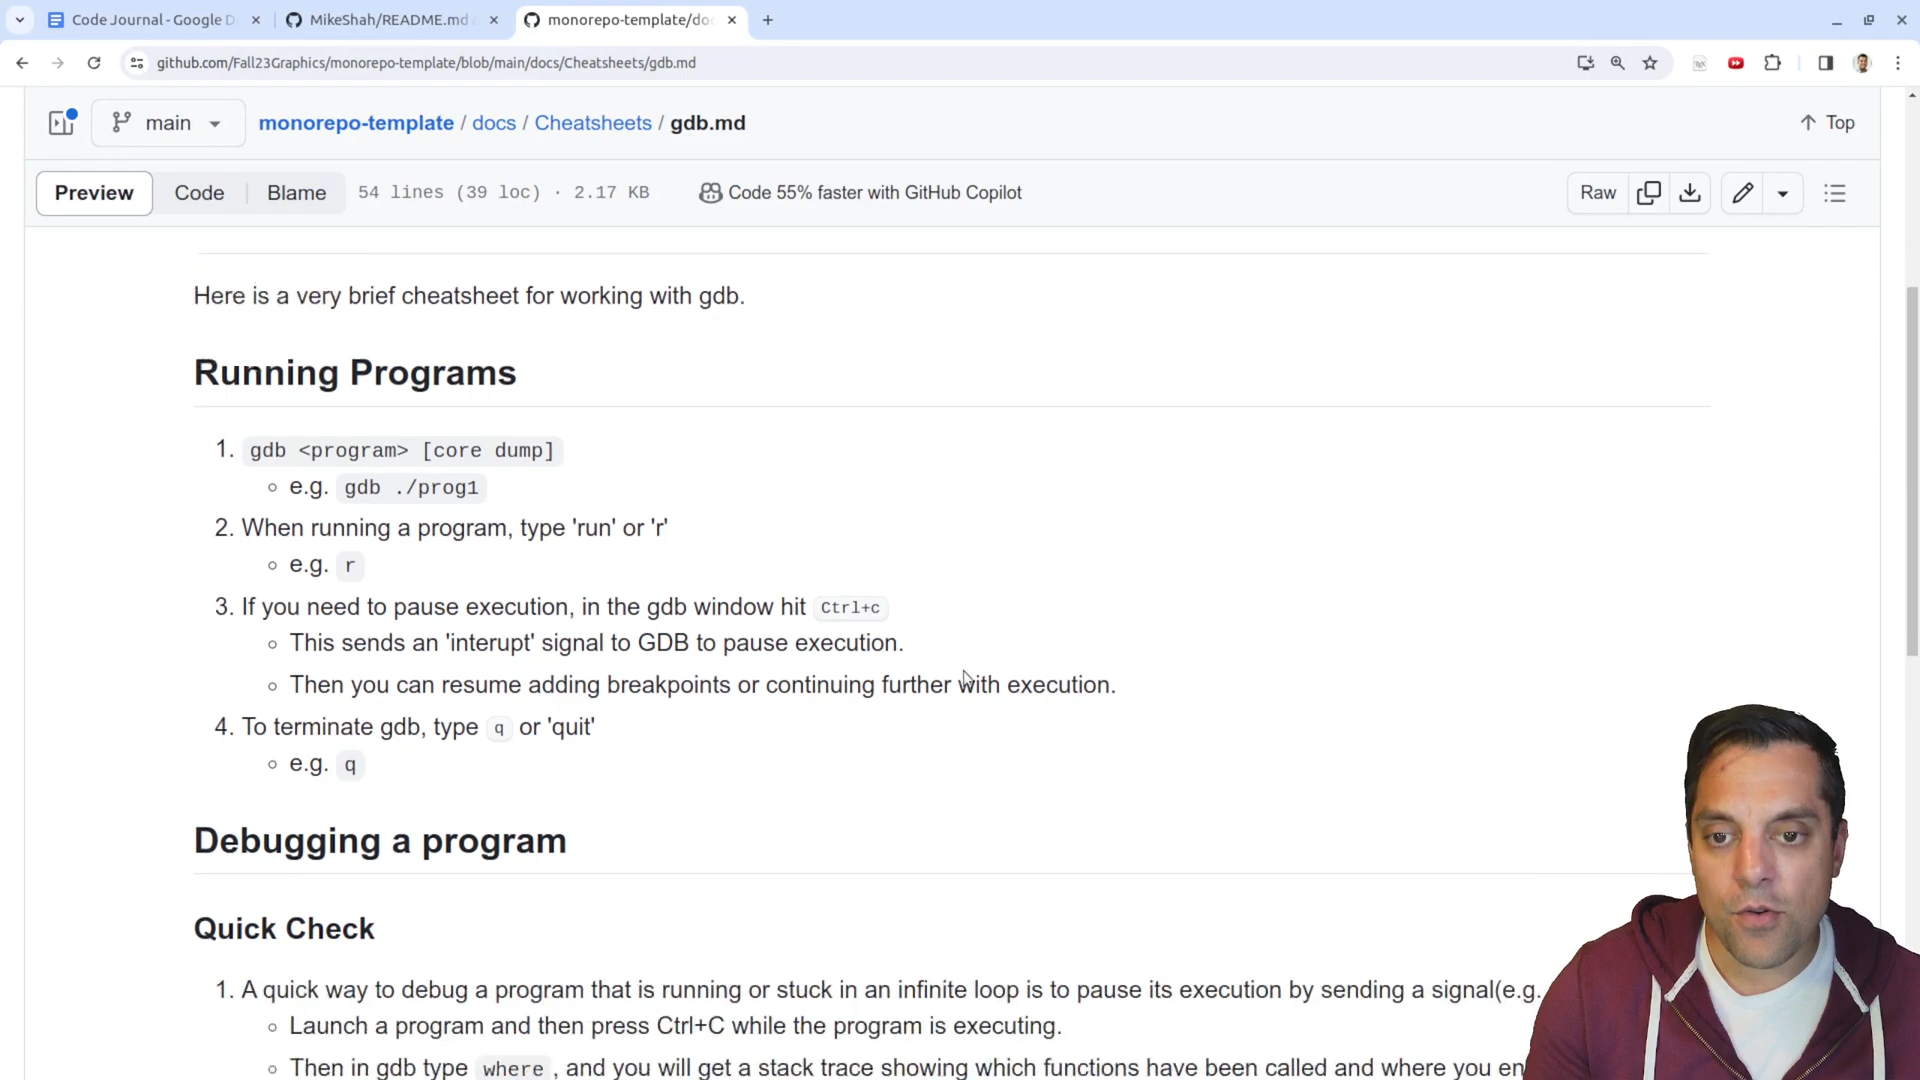 Code Journal - Google D
MikeShah/README.md
monorepo-template/doc
github.com/Fall23Graphics/monorepo-template/blob/main/docs/Cheatsheets/gdb.md
main
monorepo-template / docs / Cheatsheets / gdb.md
Top
Preview
Code
Blame
54 lines (39 loc) · 2.17 KB
Code 55% faster with GitHub Copilot
Raw
Here is a very brief cheatsheet for working with gdb.
Running Programs
1. gdb <program> [core dump]
e.g. gdb ./prog1
2. When running a program, type 'run' or 'r'
e.g. r
3. If you need to pause execution, in the gdb window hit Ctrl+c
This sends an 'interupt' signal to GDB to pause execution.
Then you can resume adding breakpoints or continuing further with execution.
4. To terminate gdb, type q or 'quit'
e.g. q
Debugging a program
Quick Check
1. A quick way to debug a program that is running or stuck in an infinite loop is to pause its execution by sending a signal(e.g.
Launch a program and then press Ctrl+C while the program is executing.
Then in gdb type where , and you will get a stack trace showing which functions have been called and where you en